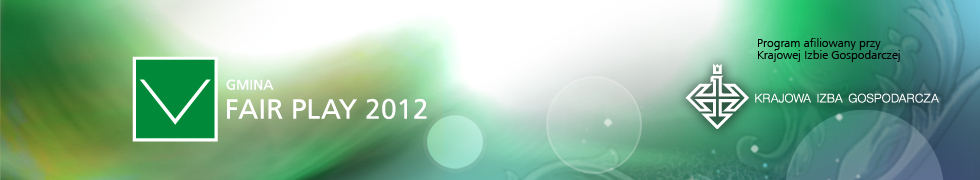 GMINA
FAIR PLAY 2012
Program afiliowany przy
Krajowej Izbie Gospodarczej
KRAJOWA IZBA GOSPODARCZA